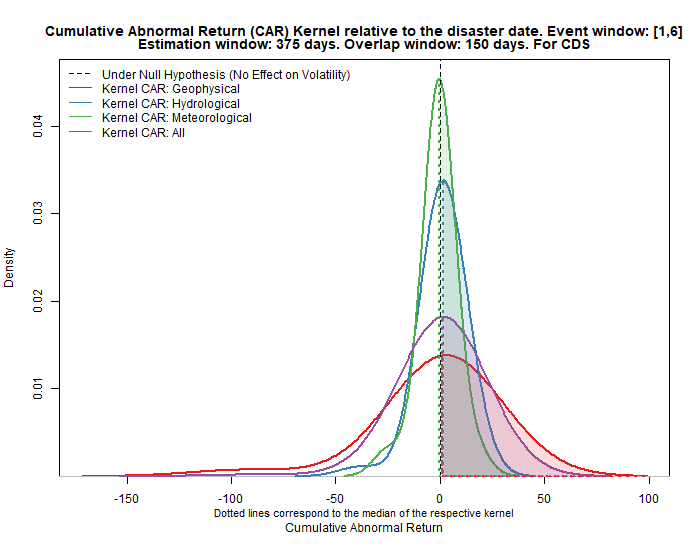 Cumulative Abnormal Return (CAR) Kernel relative to the disaster date. Event window: [1,6]
Estimation window: 375 days. Overlap window: 150 days. For CDS
Under Null Hypothesis (No Effect on Volatility)
Kernel CAR: Geophysical
Kernel CAR: Hydrological
Kernel CAR: Meteorological
Kernel CAR: All
Density
0.04
0.03
0.02
0.01
-150 -100 -50 0 50 100
Dotted lines correspond to the median of the respective kernel
Cumulative Abnormal Return